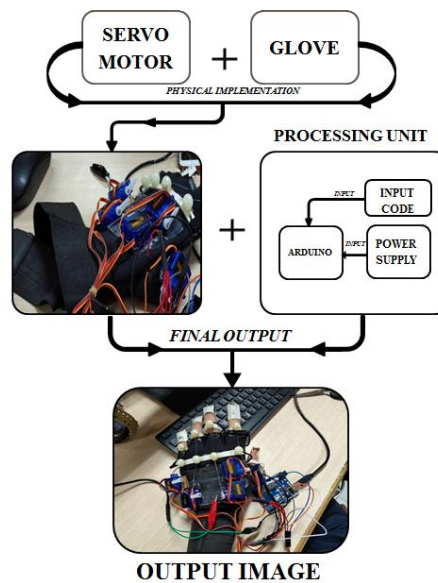 SERVO
MOTOR
+
GLOVE
PHYSICAL IMPLEMENTATION
PROCESSING UNIT
+
INPUT
INPUT
CODE
ARDUINO
INPUT
POWER
SUPPLY
FINAL OUTPUT
OUTPUT IMAGE